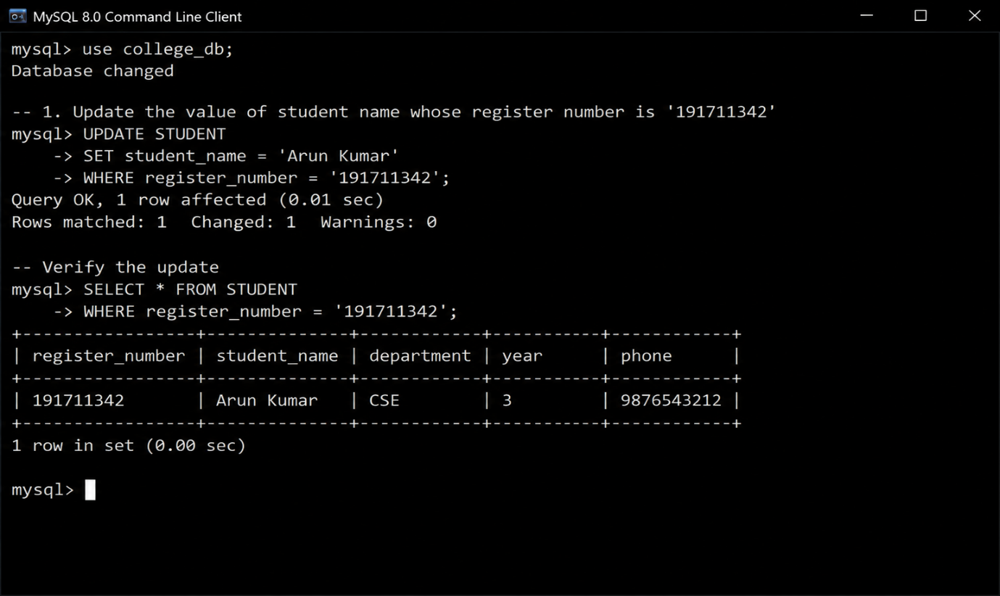 MySQL 8.0 Command Line Client
mysql> use college_db;
Database changed
-- 1. Update the value of student name whose register number is '191711342'
mysql> UPDATE STUDENT
    -> SET student_name = 'Arun Kumar'
    -> WHERE register_number = '191711342';
Query OK, 1 row affected (0.01 sec)
Rows matched: 1  Changed: 1  Warnings: 0
-- Verify the update
mysql> SELECT * FROM STUDENT
    -> WHERE register_number = '191711342';
+-----------------+--------------+------------+-----------+------------+
| register_number | student_name | department | year      | phone      |
+-----------------+--------------+------------+-----------+------------+
| 191711342       | Arun Kumar   | CSE        | 3         | 9876543212 |
+-----------------+--------------+------------+-----------+------------+
1 row in set (0.00 sec)
mysql>